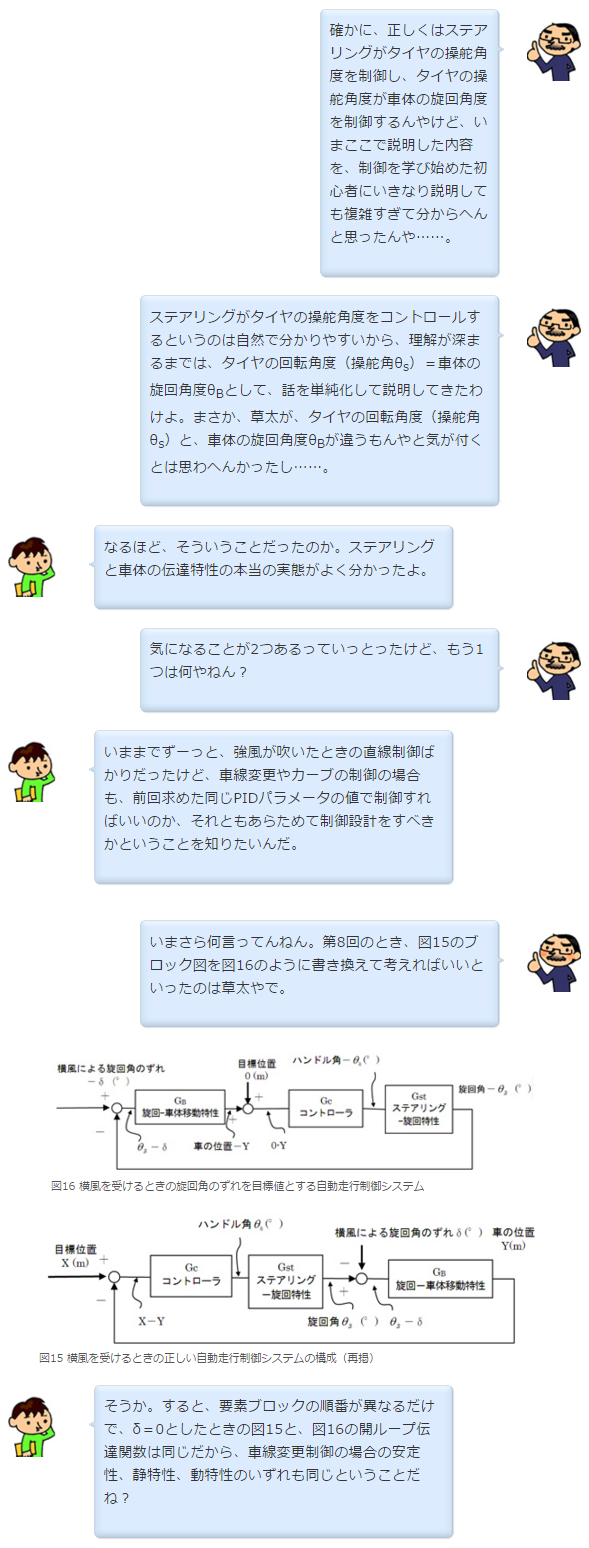 確かに、正しくはステア
リングがタイヤの操舵角
度を制御し、タイヤの操
舵角度が車体の旋回角度
を制御するんやけど、い
まここで説明した内容
を、制御を学び始めた初
心者にいきなり説明して
も複雑すぎて分からへん
と思ったんや……。
ステアリングがタイヤの操舵角度をコントロールす
るというのは自然で分かりやすいから、理解が深ま
るまでは、タイヤの回転角度（操舵角θS）＝車体の
旋回角度θBとして、話を単純化して説明してきたわ
けよ。まさか、草太が、タイヤの回転角度（操舵角
θS）と、車体の旋回角度θBが違うもんやと気が付く
とは思わへんかったし……。
なるほど、そういうことだったのか。ステアリング
と車体の伝達特性の本当の実態がよく分かったよ。
気になることが2つあるっていっとったけど、もう1
つは何やねん？
いままでずーっと、強風が吹いたときの直線制御ば
かりだったけど、車線変更やカーブの制御の場合
も、前回求めた同じPIDパラメータの値で制御すれ
ばいいのか、それともあらためて制御設計をすべき
かということを知りたいんだ。
いまさら何言ってんねん。第8回のとき、図15のブ
ロック図を図16のように書き換えて考えればいいと
いったのは草太やで。
横風による旋回角のずれ
－δ（°）
＋
－
GB
旋回－車体移動特性
θ3－δ
車の位置－Y
目標位置
0 (m)
＋
＋
0-Y
ハンドル角－θs(°)
Gc
コントローラ
Gst
ステアリング
－旋回特性
旋回角－θ3（°）
図16 横風を受けるときの旋回角のずれを目標値とする自動走行制御システム
目標位置
X (m)
＋
－
X－Y
Gc
コントローラ
ハンドル角θs(°)
Gst
ステアリング
－旋回特性
旋回角θ3（°）
横風による旋回角のずれδ(°)
－
＋
θ3－δ
GB
旋回－車体移動特性
車の位置
Y(m)
図15 横風を受けるときの正しい自動走行制御システムの構成（再掲）
そうか。すると、要素ブロックの順番が異なるだけ
で、δ＝0としたときの図15と、図16の開ループ伝
達関数は同じだから、車線変更制御の場合の安定
性、静特性、動特性のいずれも同じということだ
ね？